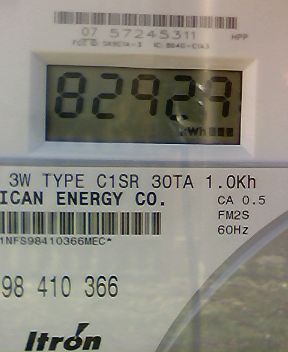 07 57245311 HPP
82927
kWh
3W TYPE C1SR 30TA 1.0Kh
ICAN ENERGY CO. CA 0.5
FM2S
1NFS98410366MEC* 60Hz
98 410 366
Itron